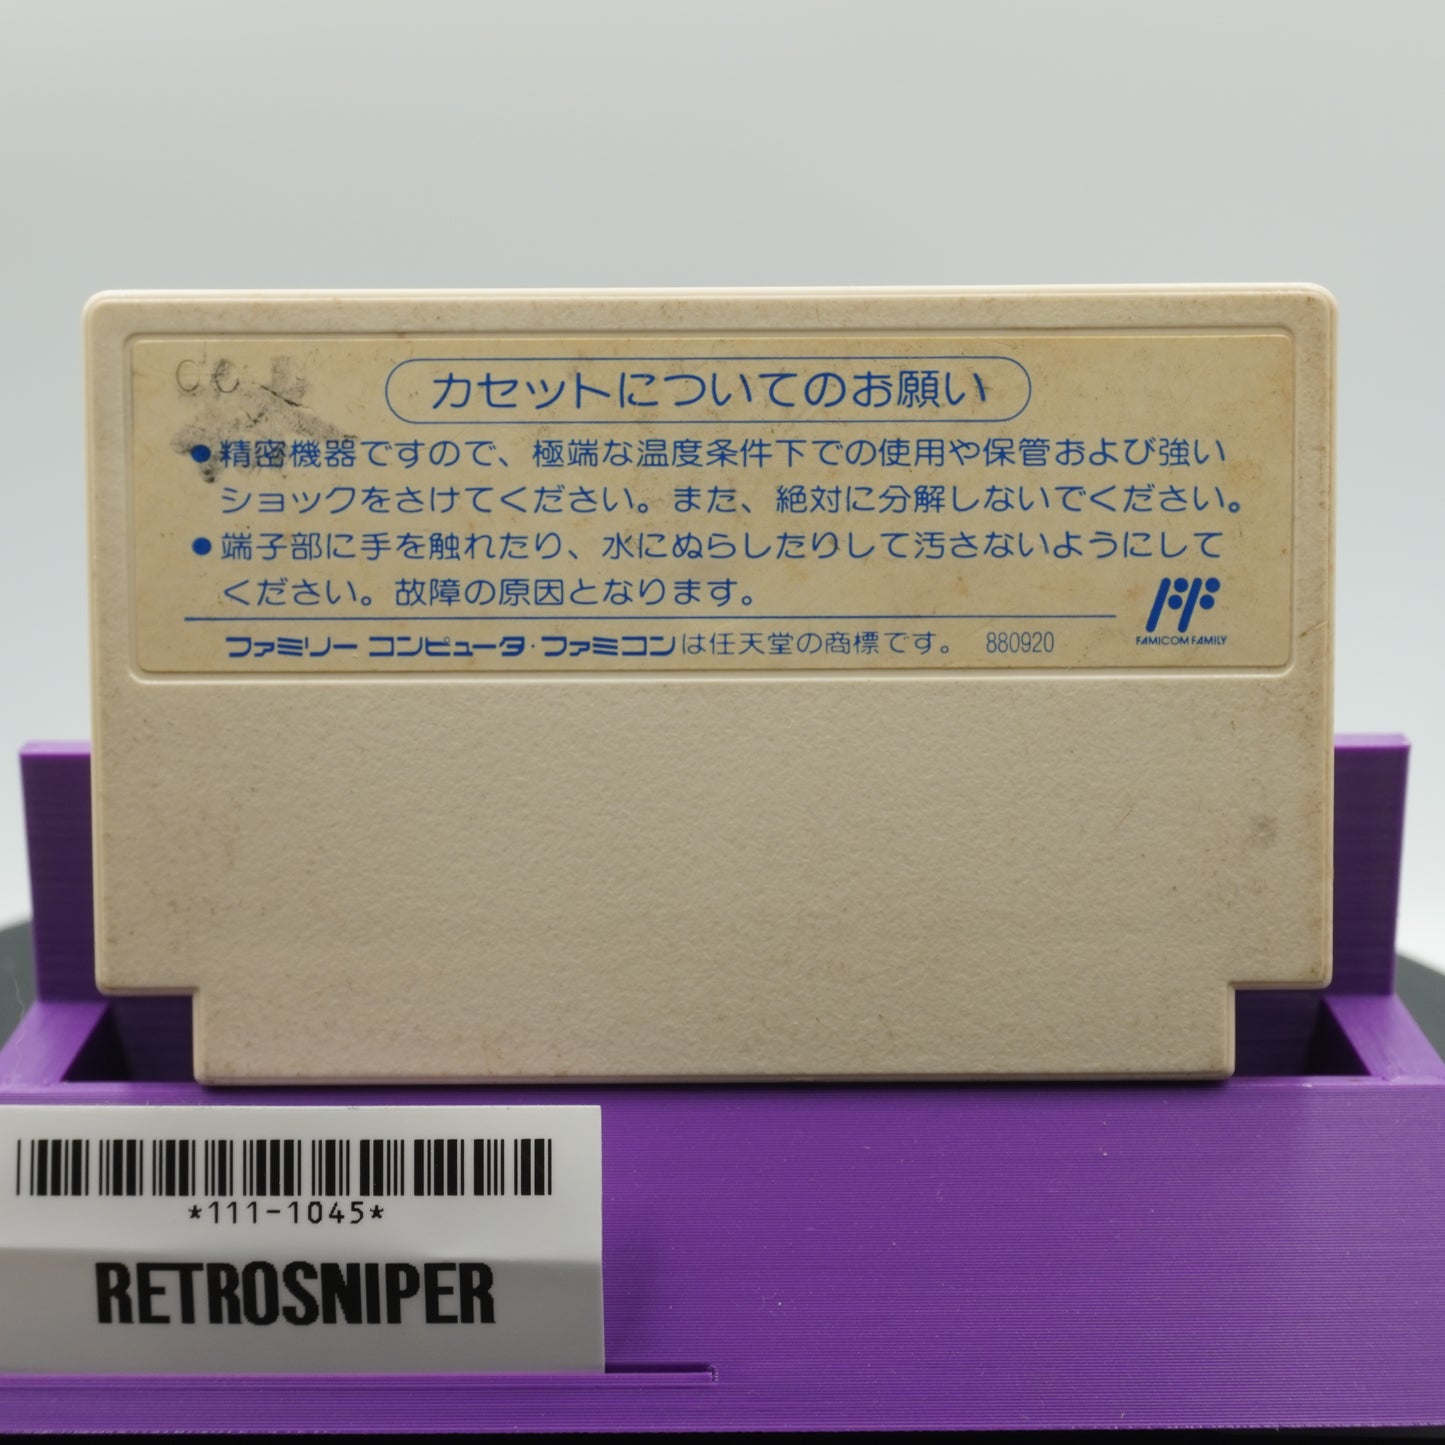 カセットについてのお願い
●精密機器ですので、極端な温度条件下での使用や保管および強い
ショックをさけてください。また、絶対に分解しないでください。
●端子部に手を触れたり、水にぬらしたりして汚さないようにして
ください。故障の原因となります。
ファミリー コンピュータ・ファミコンは任天堂の商標です。 880920
FAMICOM FAMILY
*111-1045*
RETROSNIPER